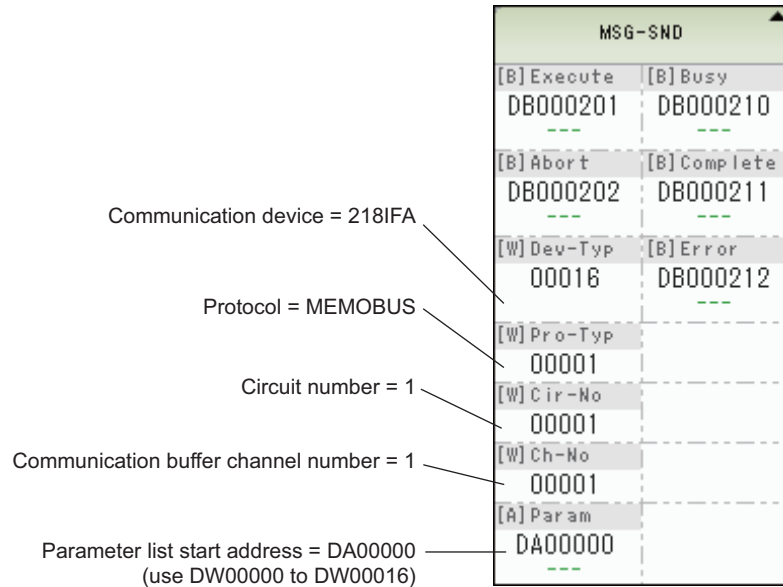 MSG-SND
[B]Execute [B]Busy
DB000201 DB000210
--- ---
[B]Abort [B]Complete
DB000202 DB000211
--- ---
Communication device = 218IFA
[W]Dev-Typ [B]Error
00016 DB000212
---
Protocol = MEMOBUS
[W]Pro-Typ
00001
Circuit number = 1
[W]Cir-No
00001
Communication buffer channel number = 1
[W]Ch-No
00001
[A]Param
Parameter list start address = DA00000
(use DW00000 to DW00016)
DA00000
---